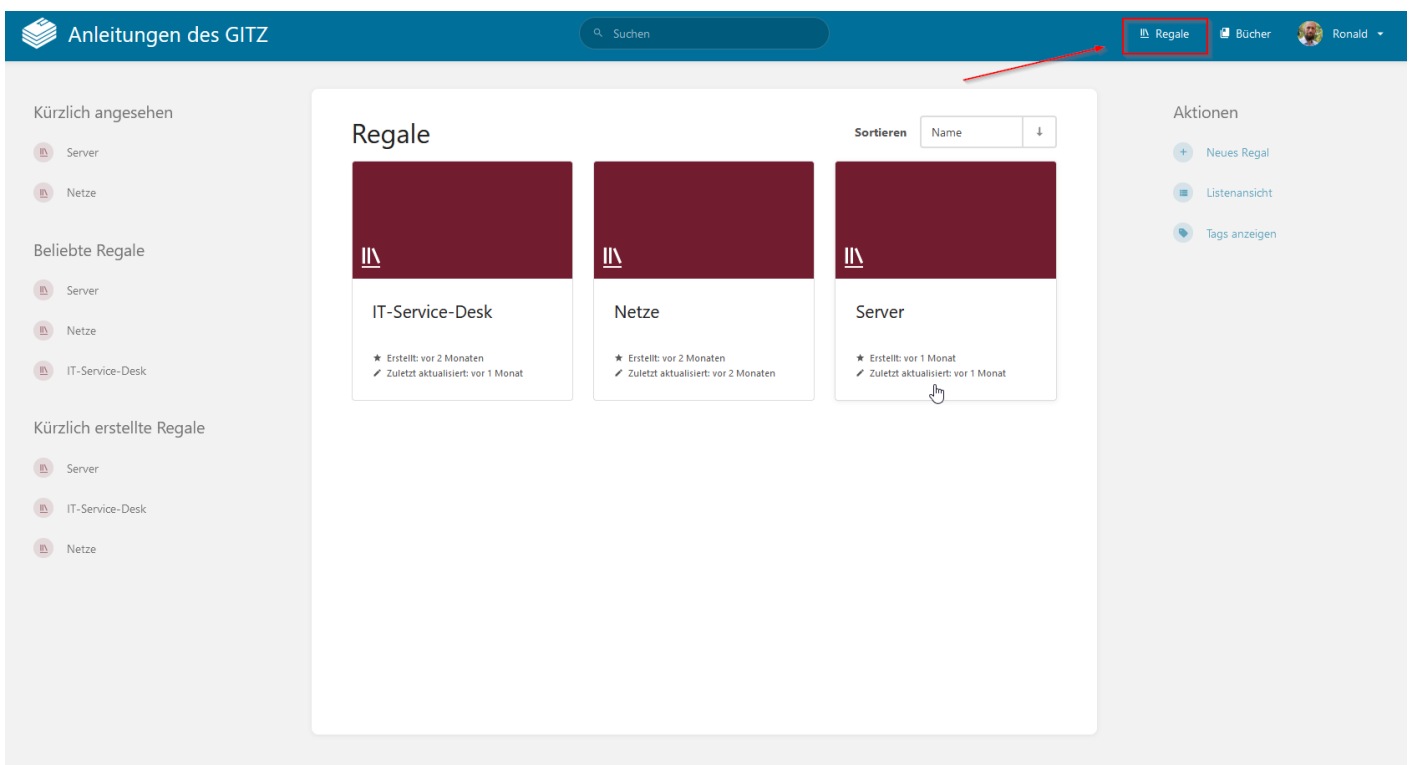 Anleitungen des GITZ
Suchen
Regale
Bücher
Ronald
Kürzlich angesehen
Server
Netze
Beliebte Regale
Server
Netze
IT-Service-Desk
Kürzlich erstellte Regale
Server
IT-Service-Desk
Netze
Regale
Sortieren
Name
IT-Service-Desk
Erstellt: vor 2 Monaten
Zuletzt aktualisiert: vor 1 Monat
Netze
Erstellt: vor 2 Monaten
Zuletzt aktualisiert: vor 2 Monaten
Server
Erstellt: vor 1 Monat
Zuletzt aktualisiert: vor 1 Monat
Aktionen
Neues Regal
Listenansicht
Tags anzeigen